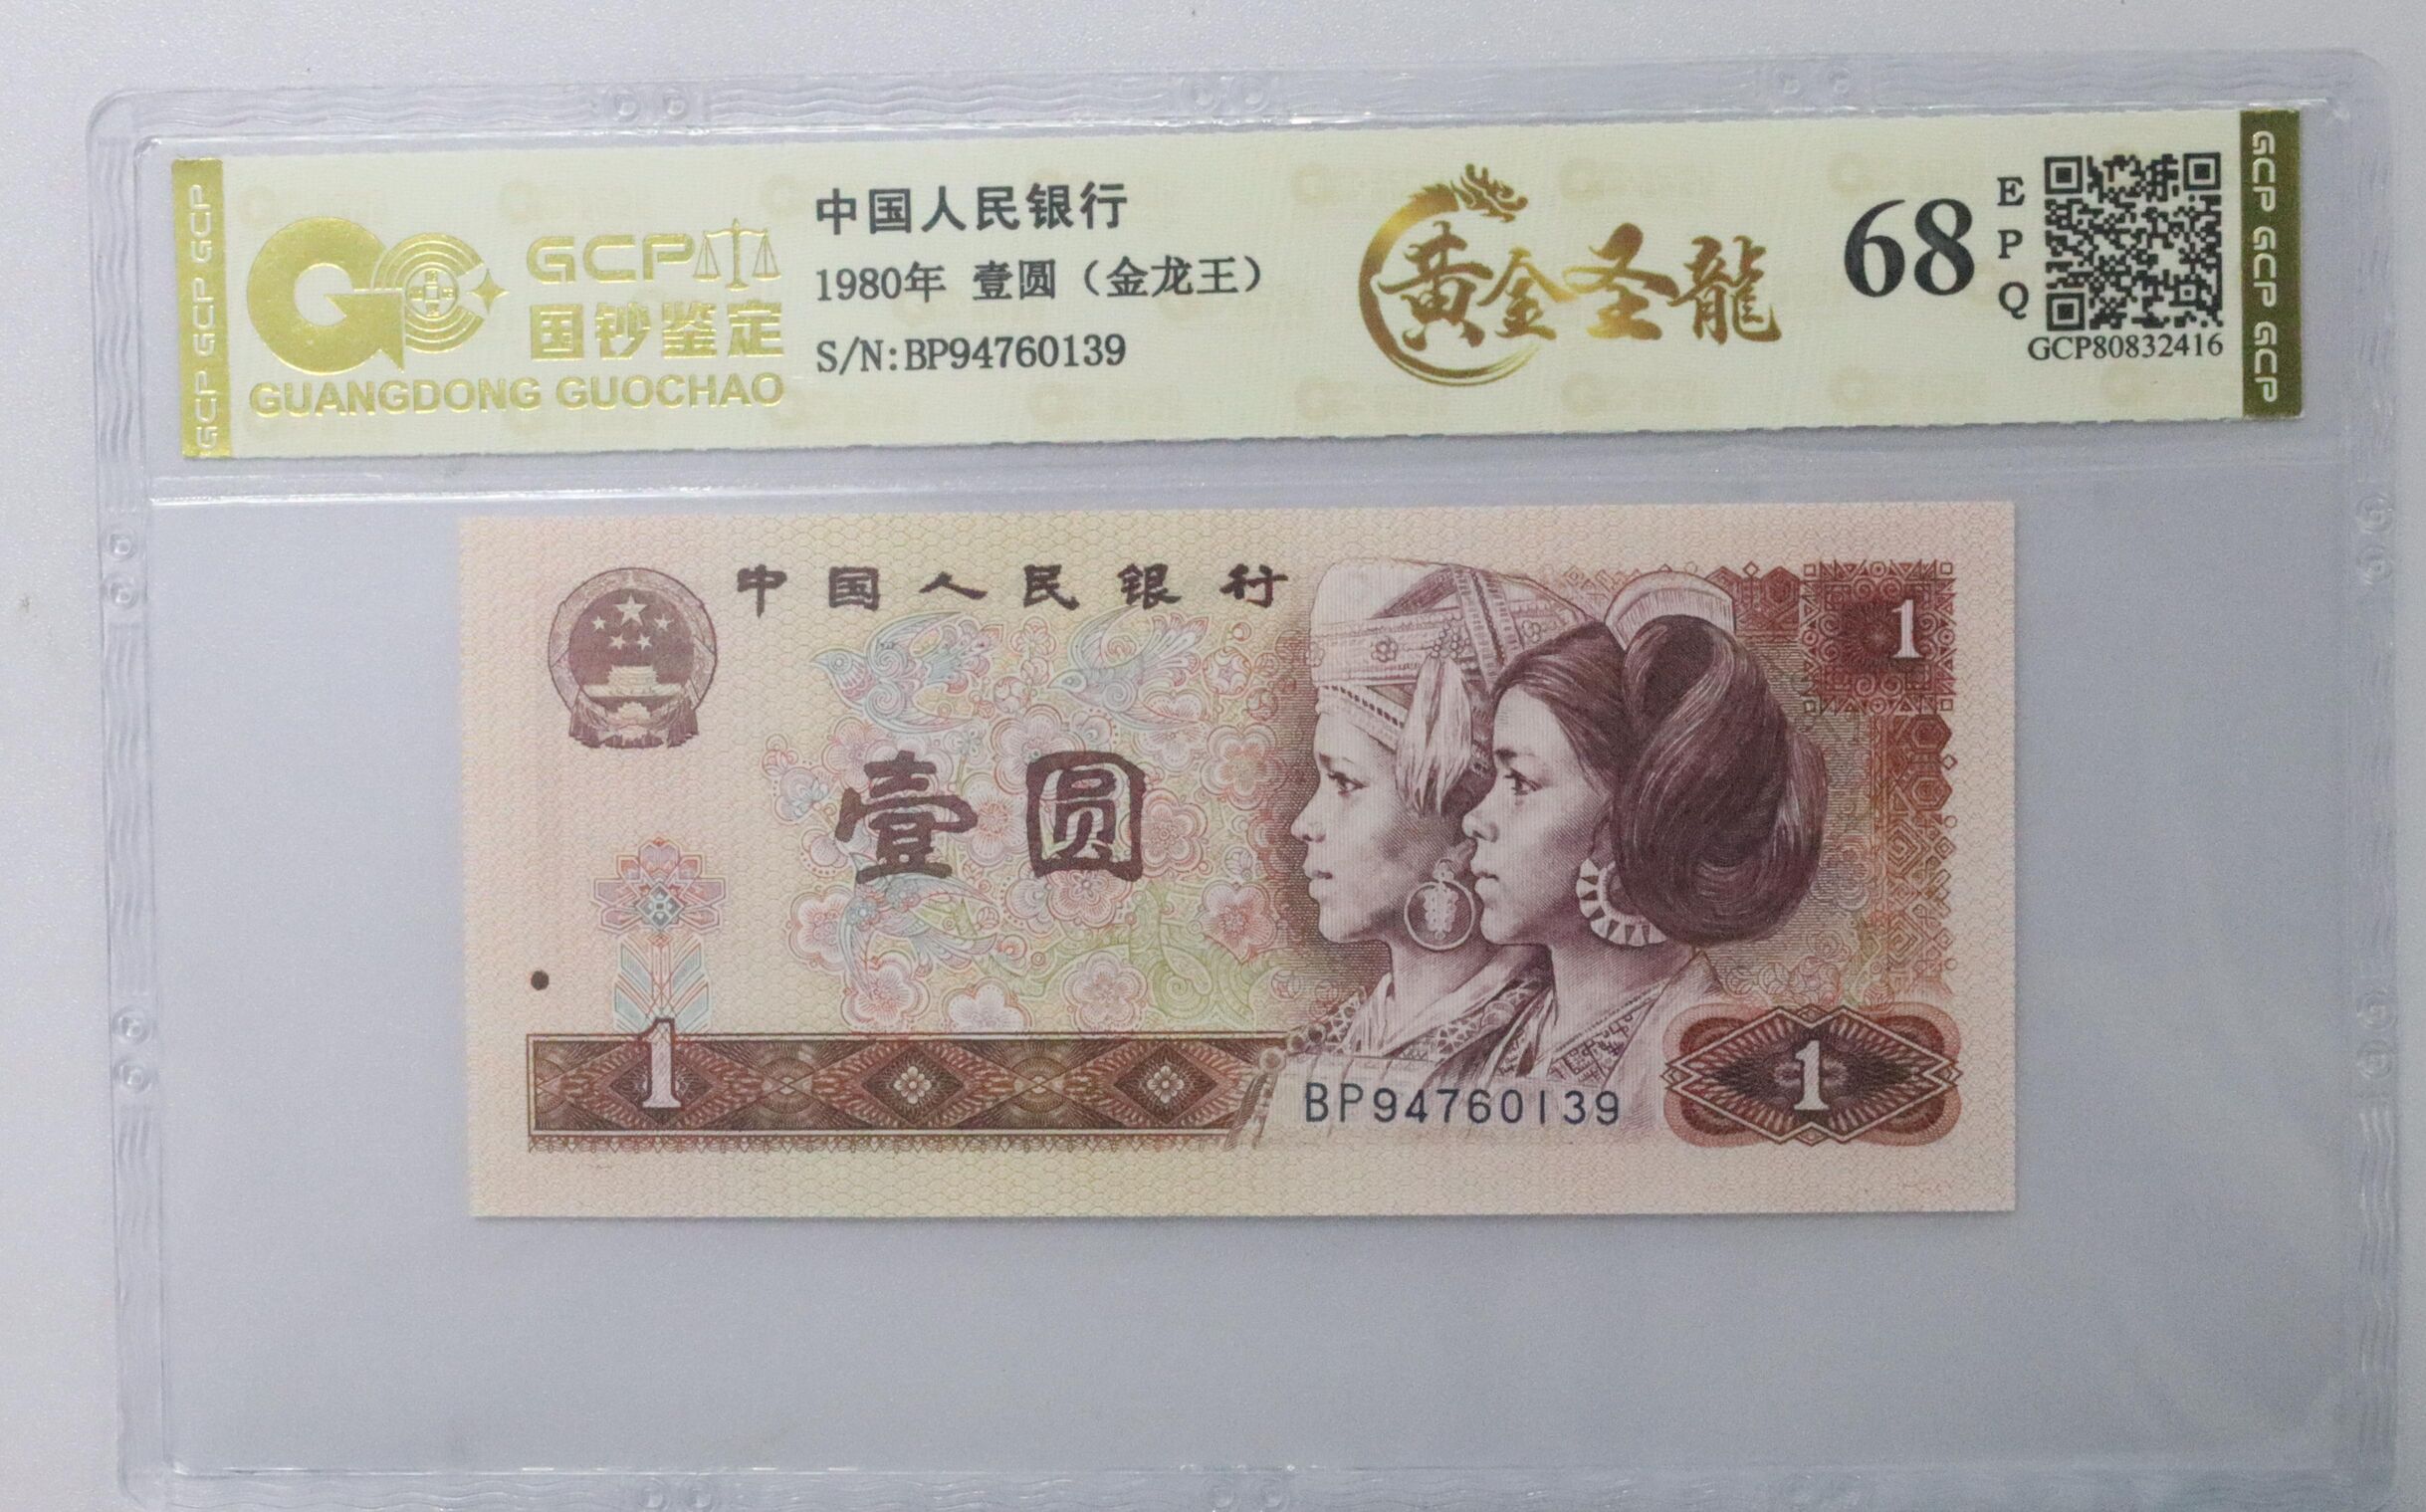 GCP GCP GCP
GCP
国钞鉴定
GUANGDONG GUOCHAO
中国人民银行
1980年 壹圆（金龙王）
S/N:BP94760139
黄金圣龍
68
E
P
Q
GCP80832416
GCP GCP GCP
中国人民银行
1
壹圆
1
BP94760139
1